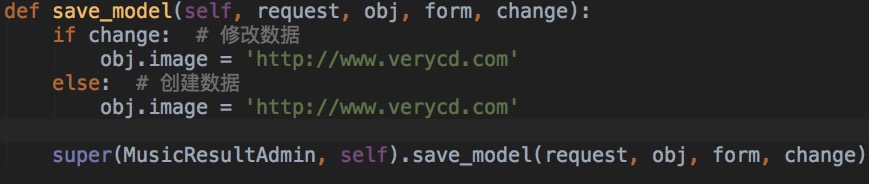 def save_model(self, request, obj, form, change):
if change:  # 修改数据
obj.image = 'http://www.verycd.com'
else:  # 创建数据
obj.image = 'http://www.verycd.com'
super(MusicResultAdmin, self).save_model(request, obj, form, change)